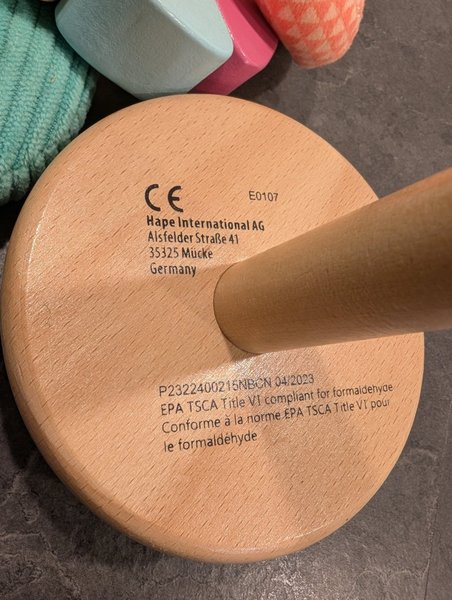 CE E0107
Hape International AG
Alsfelder Straße 41
35325 Mücke
Germany
P2322400215NBCN 04/2023
EPA TSCA Title VI compliant for formaldehyde
Conforme à la norme EPA TSCA Title VI pour
le formaldéhyde